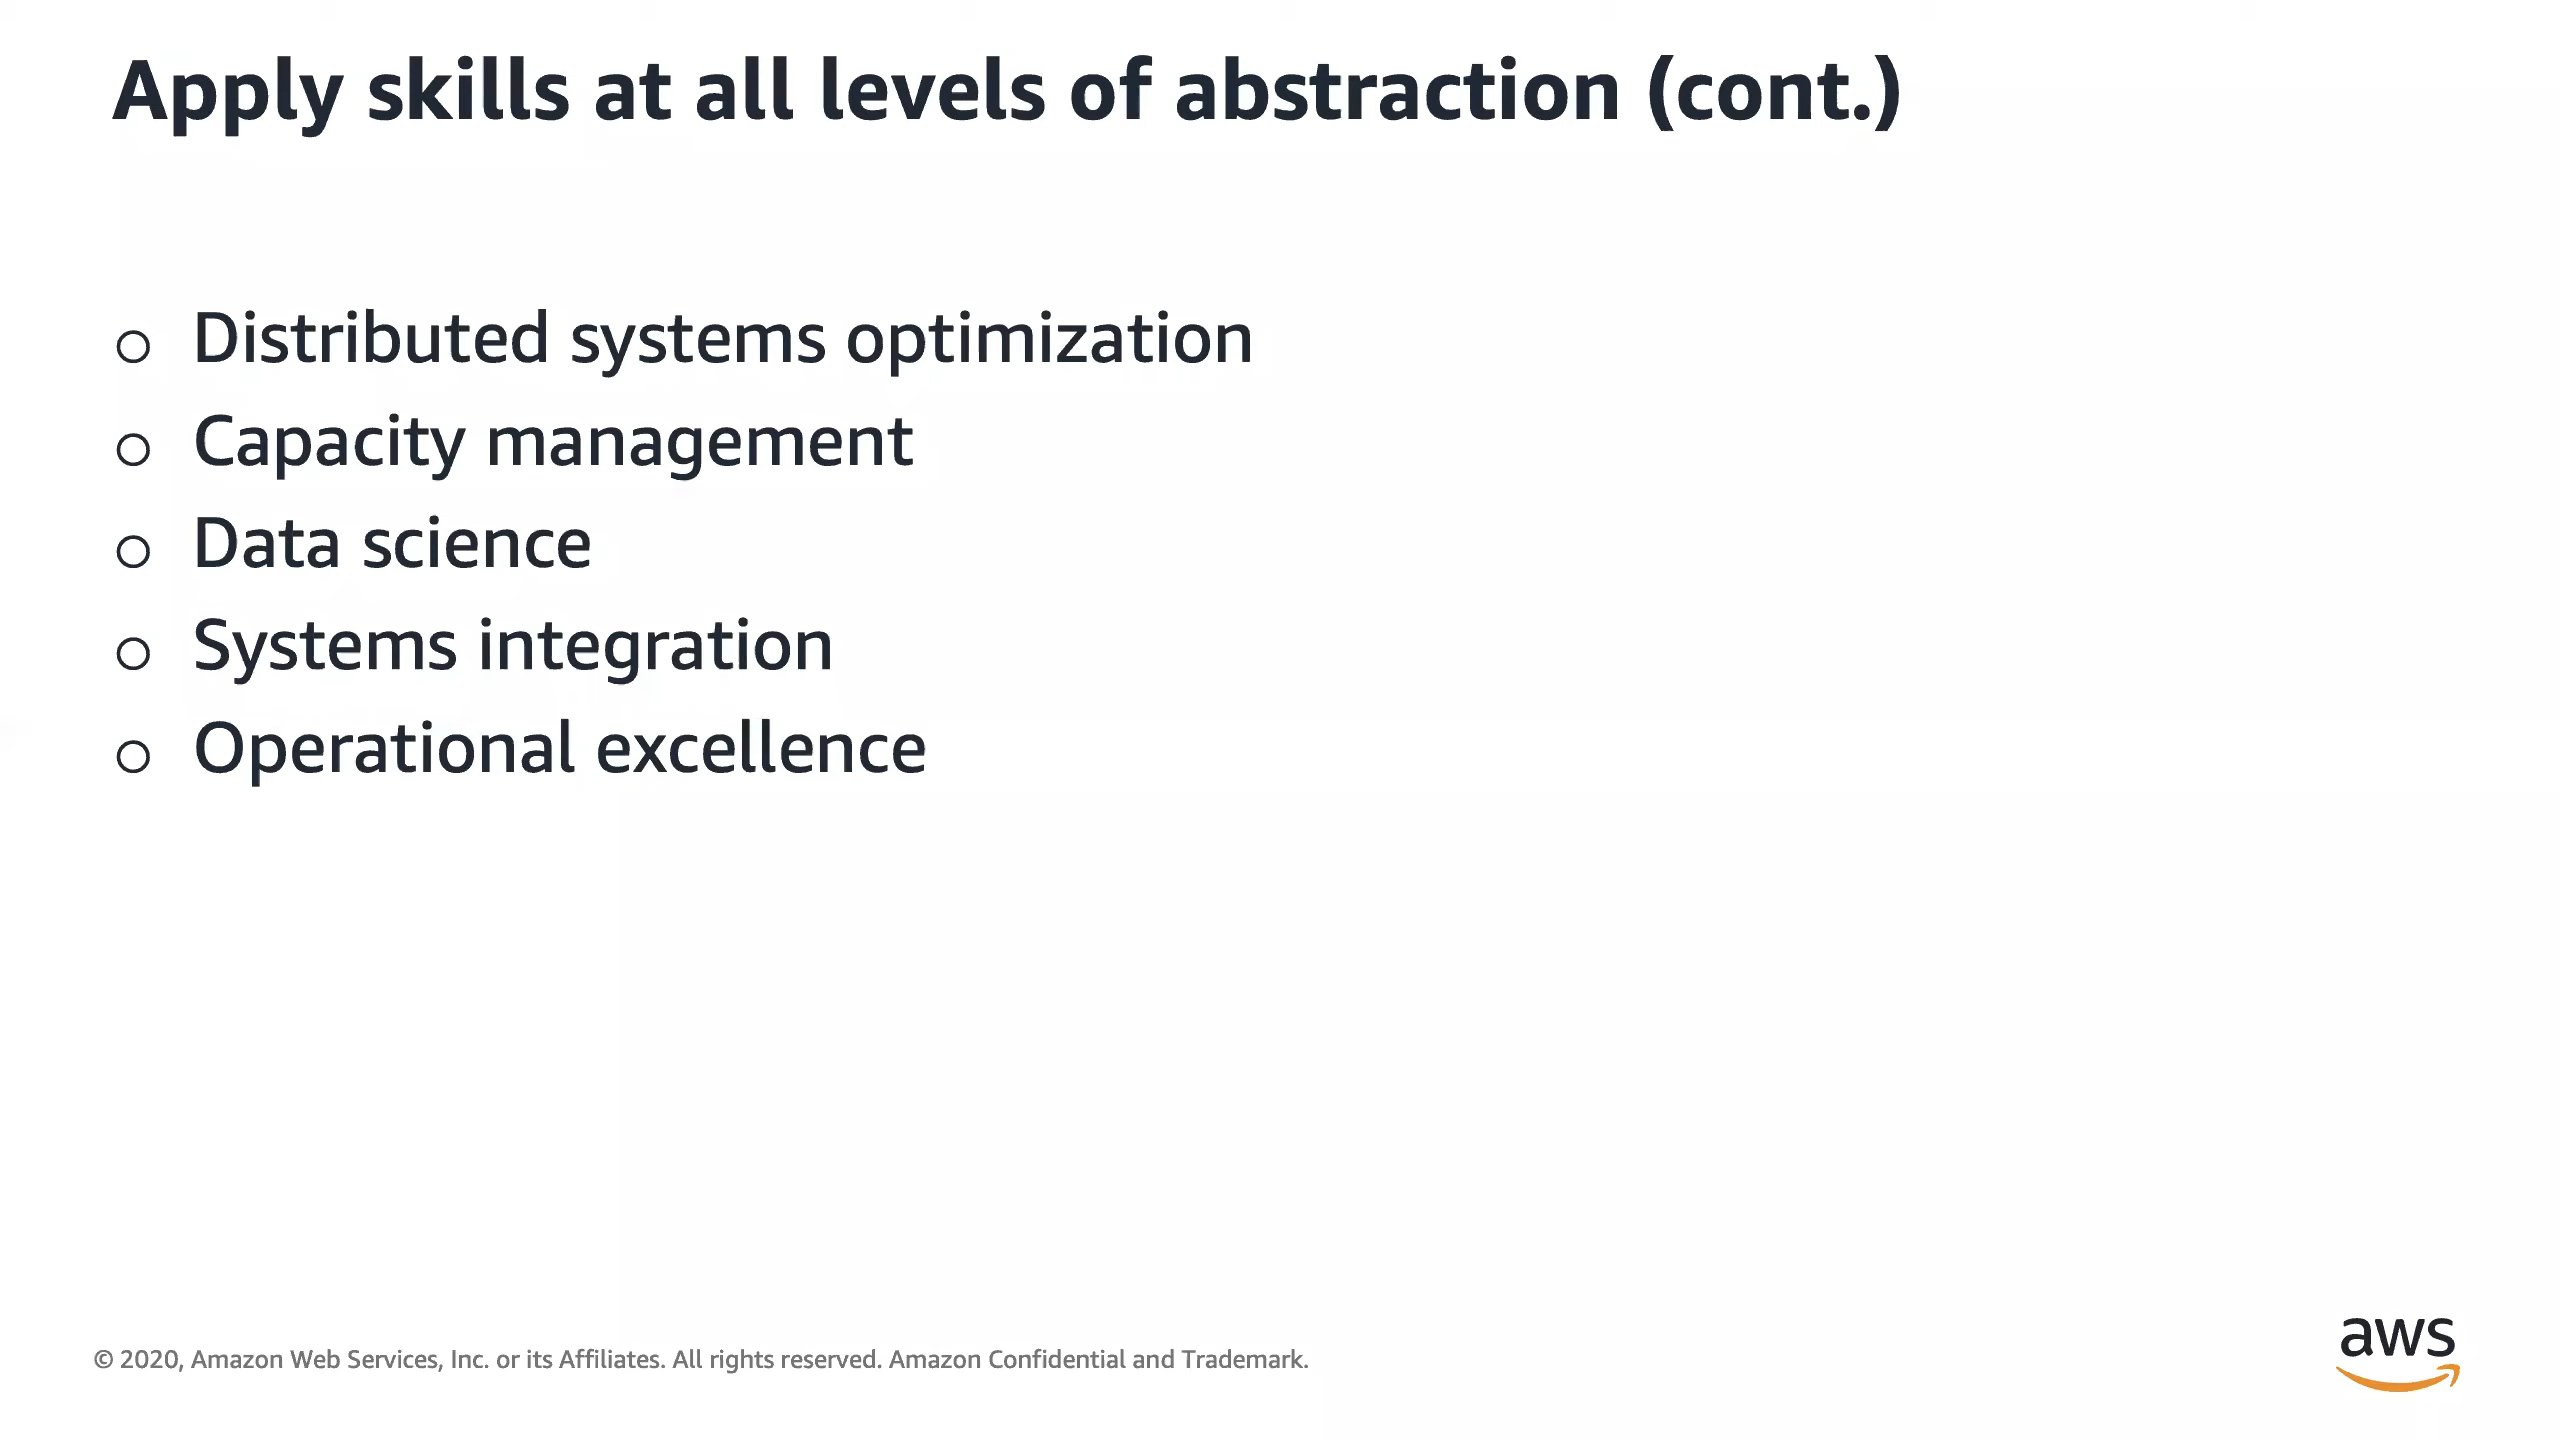 Apply skills at all levels of abstraction (cont.)
○ Distributed systems optimization
○ Capacity management
○ Data science
○ Systems integration
○ Operational excellence
© 2020, Amazon Web Services, Inc. or its Affiliates. All rights reserved. Amazon Confidential and Trademark.
aws